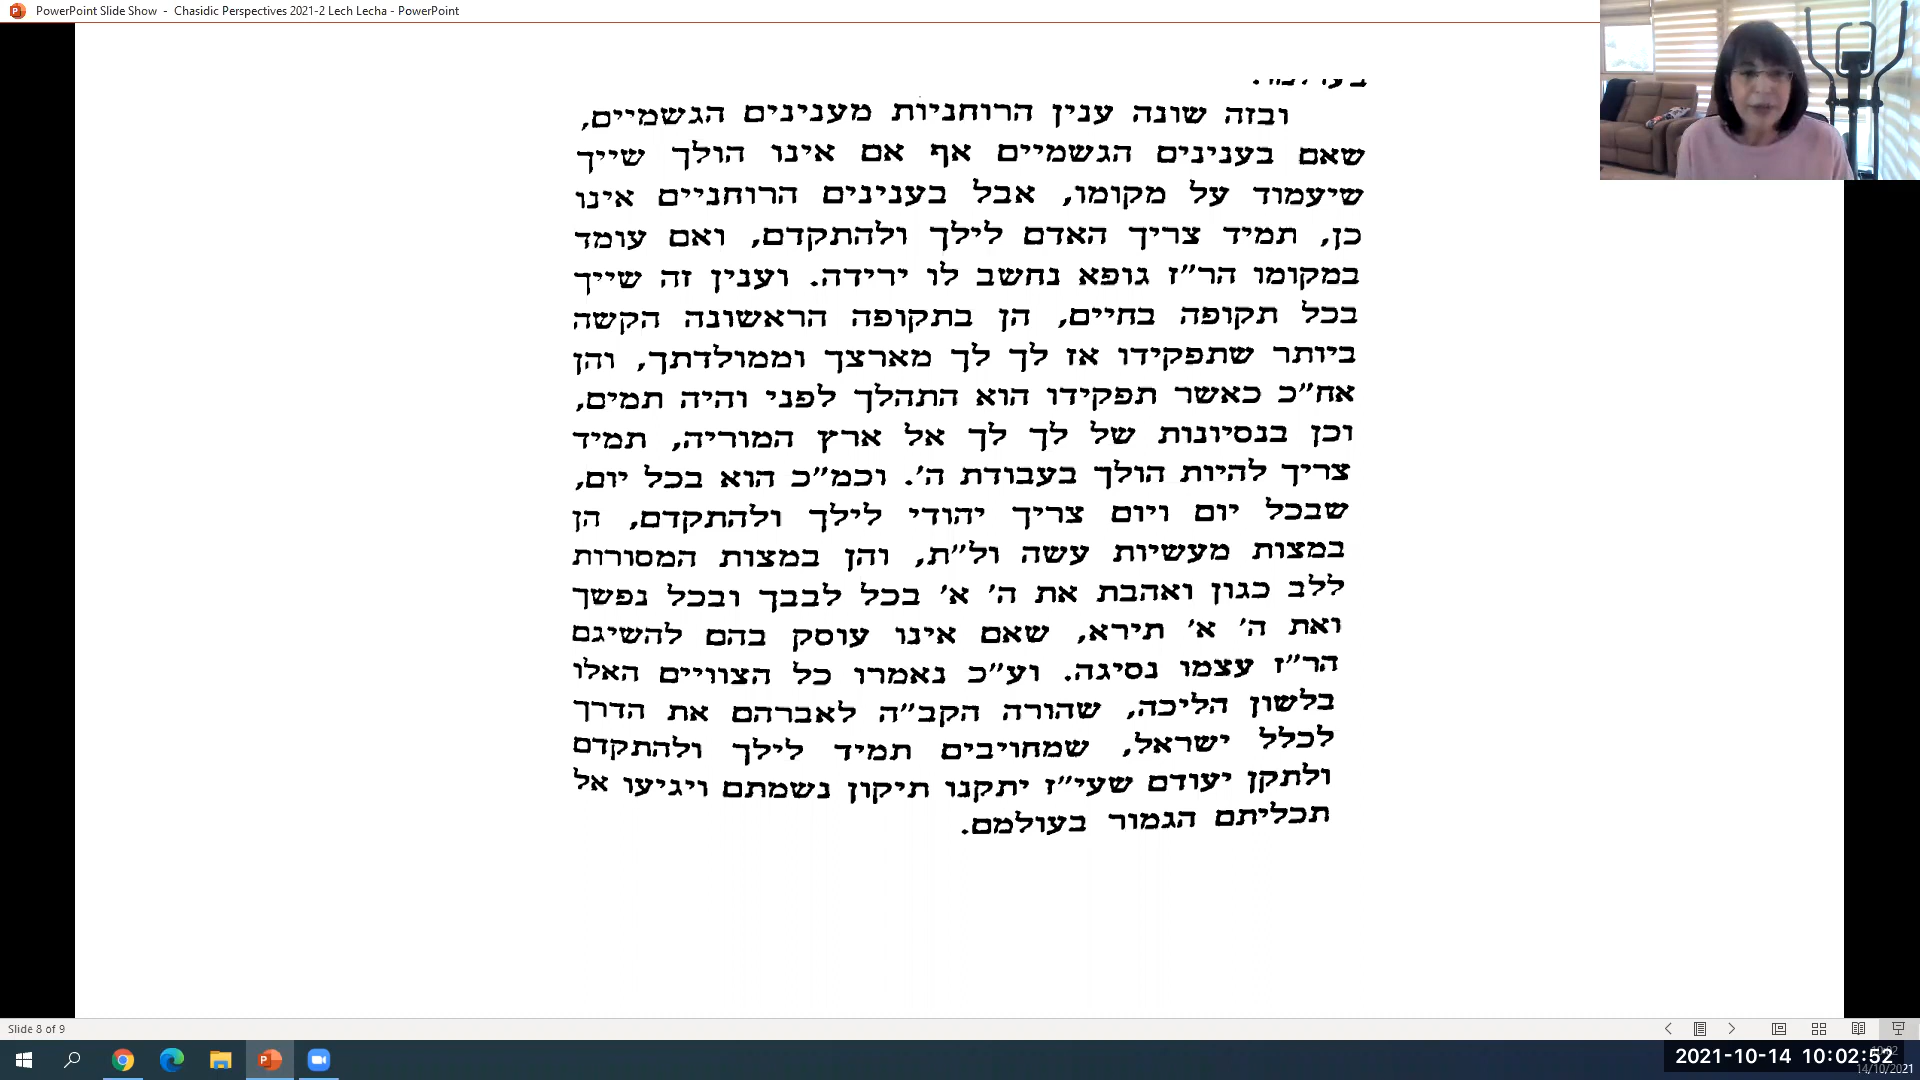 PowerPoint Slide Show - Chasidic Perspectives 2021-2 Lech Lecha - PowerPoint
ובזה שונה ענין הרוחניות מענינים הגשמיים,
שאם בענינים הגשמיים אף אם אינו הולך שייך
שיעמוד על מקומו, אבל בענינים הרוחניים אינו
כן, תמיד צריך האדם לילך ולהתקדם, ואם עומד
במקומו הר״ז גופא נחשב לו ירידה. וענין זה שייך
בכל תקופה בחיים, הן בתקופה הראשונה הקשה
ביותר שתפקידו אז לך לך מארצך וממולדתך, והן
אח״כ כאשר תפקידו הוא התהלך לפני והיה תמים,
וכן בנסיונות של לך לך אל ארץ המוריה, תמיד
צריך להיות הולך בעבודת ה׳. וכמ״כ הוא בכל יום,
שבכל יום ויום צריך יהודי לילך ולהתקדם, הן
במצות מעשיות עשה ול״ת, והן במצות המסורות
ללב כגון ואהבת את ה׳ א׳ בכל לבבך ובכל נפשך
ואת ה׳ א׳ תירא, שאם אינו עוסק בהם להשיגם
הר״ז עצמו נסיגה. וע״כ נאמרו כל הצוויים האלו
בלשון הליכה, שהורה הקב״ה לאברהם את הדרך
לכלל ישראל, שמחויבים תמיד לילך ולהתקדם
ולתקן יעודם שעי״ז יתקנו תיקון נשמתם ויגיעו אל
תכליתם הגמור בעולמם.
Slide 8 of 9
2021-10-14 10:02:52
14/10/2021